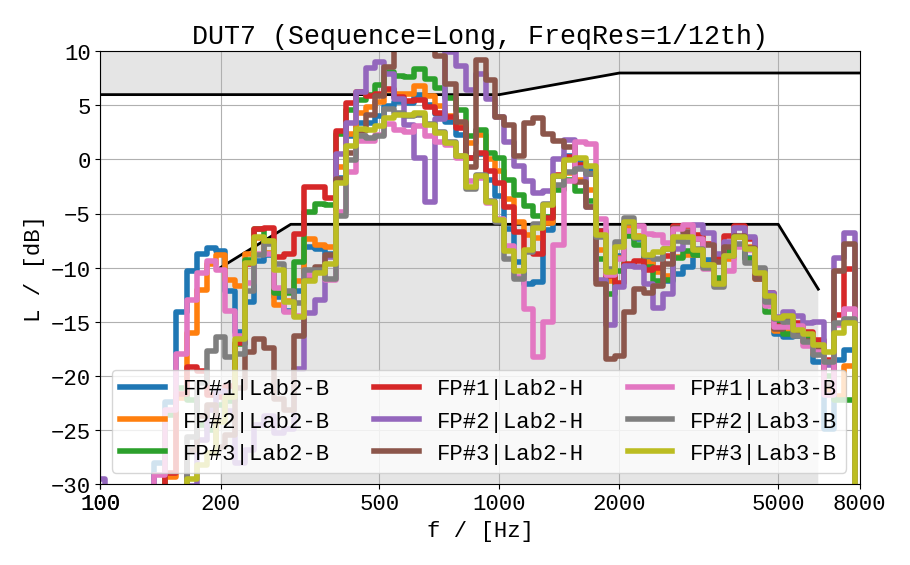 DUT7 (Sequence=Long, FreqRes=1/12th)
10
5
0
−5
−10
−15
−20
−25
−30
L / [dB]
FP#1|Lab2-B FP#1|Lab2-H FP#1|Lab3-B
FP#2|Lab2-B FP#2|Lab2-H FP#2|Lab3-B
FP#3|Lab2-B FP#3|Lab2-H FP#3|Lab3-B
100 200 500 1000 2000 5000 8000
f / [Hz]